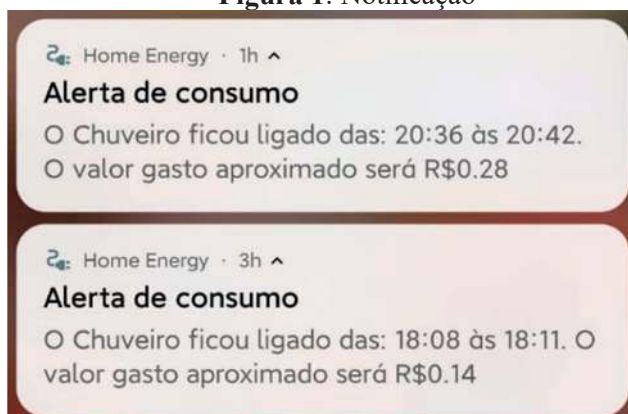 Figura 1: Notificação
Home Energy · 1h
Alerta de consumo
O Chuveiro ficou ligado das: 20:36 às 20:42.
O valor gasto aproximado será R$0.28
Home Energy · 3h
Alerta de consumo
O Chuveiro ficou ligado das: 18:08 às 18:11. O
valor gasto aproximado será R$0.14